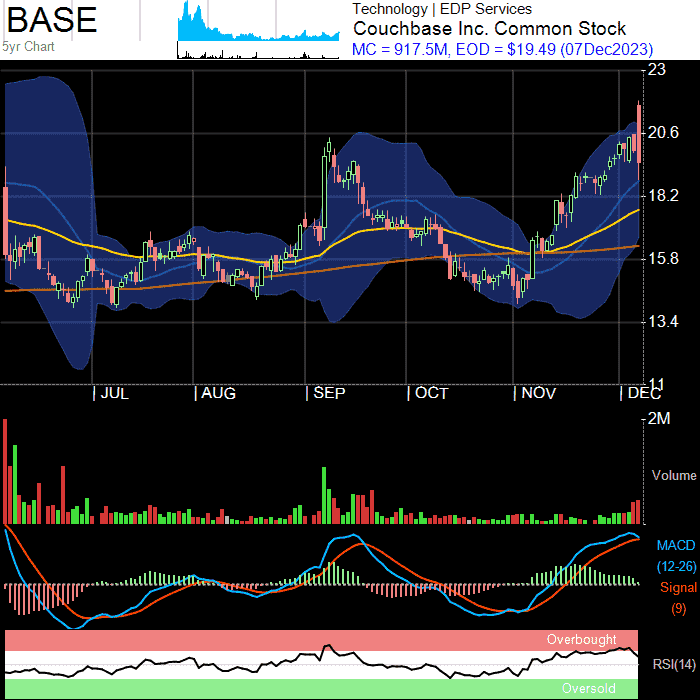 BASE
5yr Chart
Technology | EDP Services
Couchbase Inc. Common Stock
MC = 917.5M, EOD = $19.49 (07Dec2023)
23
20.6
18.2
15.8
13.4
11
| JUL | AUG | SEP | OCT | NOV | DEC
2M
Volume
MACD
(12-26)
Signal
(9)
Overbought
RSI(14)
Oversold